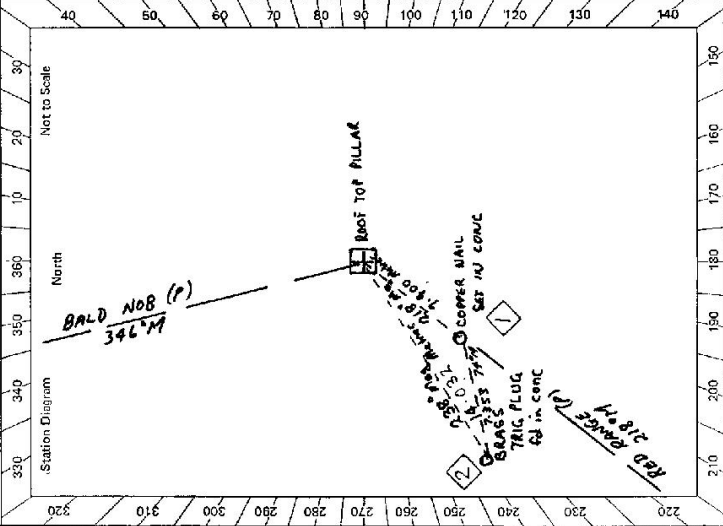 40 50 60 70 80 90 100 110 120 130 140
30 20 10 360 350 340 330
150 160 170 180 190 200 210
320 310 290 280 270 260 250 240 230 220
Station Diagram
North
Not to Scale
BALD NOB (P)
346°M
ROOF TOP PILLAR
COPPER NAIL
SET IN CONC
1
2
BRASS
TRIG PLUG
fd in conc
RED RANGE (P)
218°M